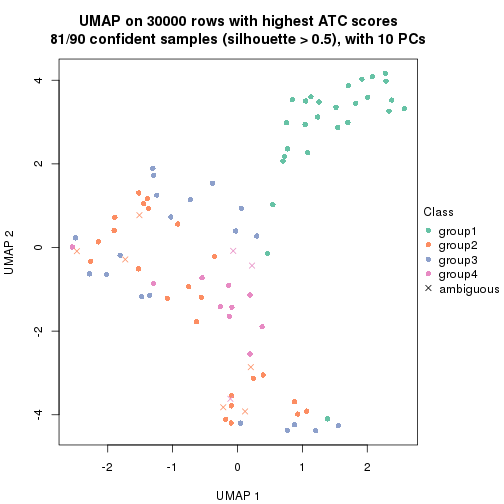 UMAP on 30000 rows with highest ATC scores
81/90 confident samples (silhouette > 0.5), with 10 PCs
4
2
0
-2
-4
UMAP 2
-2
-1
0
1
2
UMAP 1
Class
group1
group2
group3
group4
ambiguous